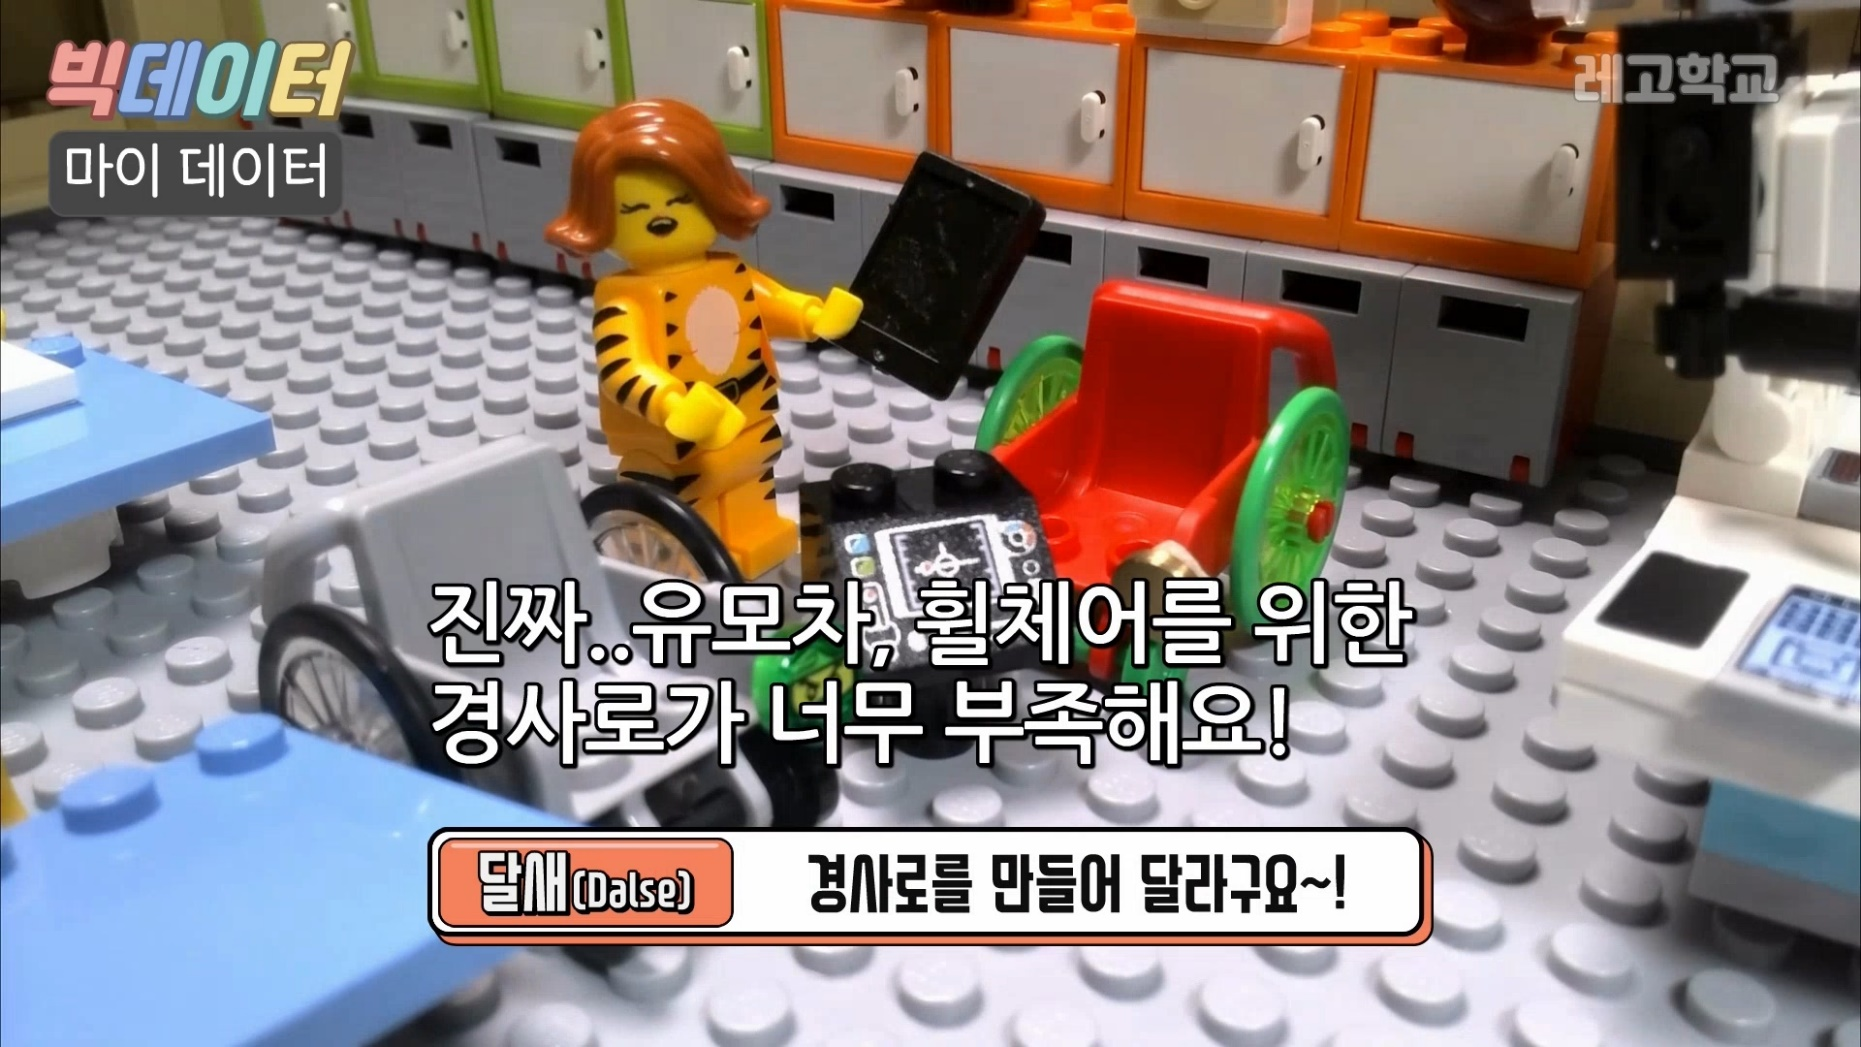 빅데이터
마이 데이터
레고학교
진짜..유모차, 휠체어를 위한
경사로가 너무 부족해요!
달새(Dalse) 경사로를 만들어 달라구요~!